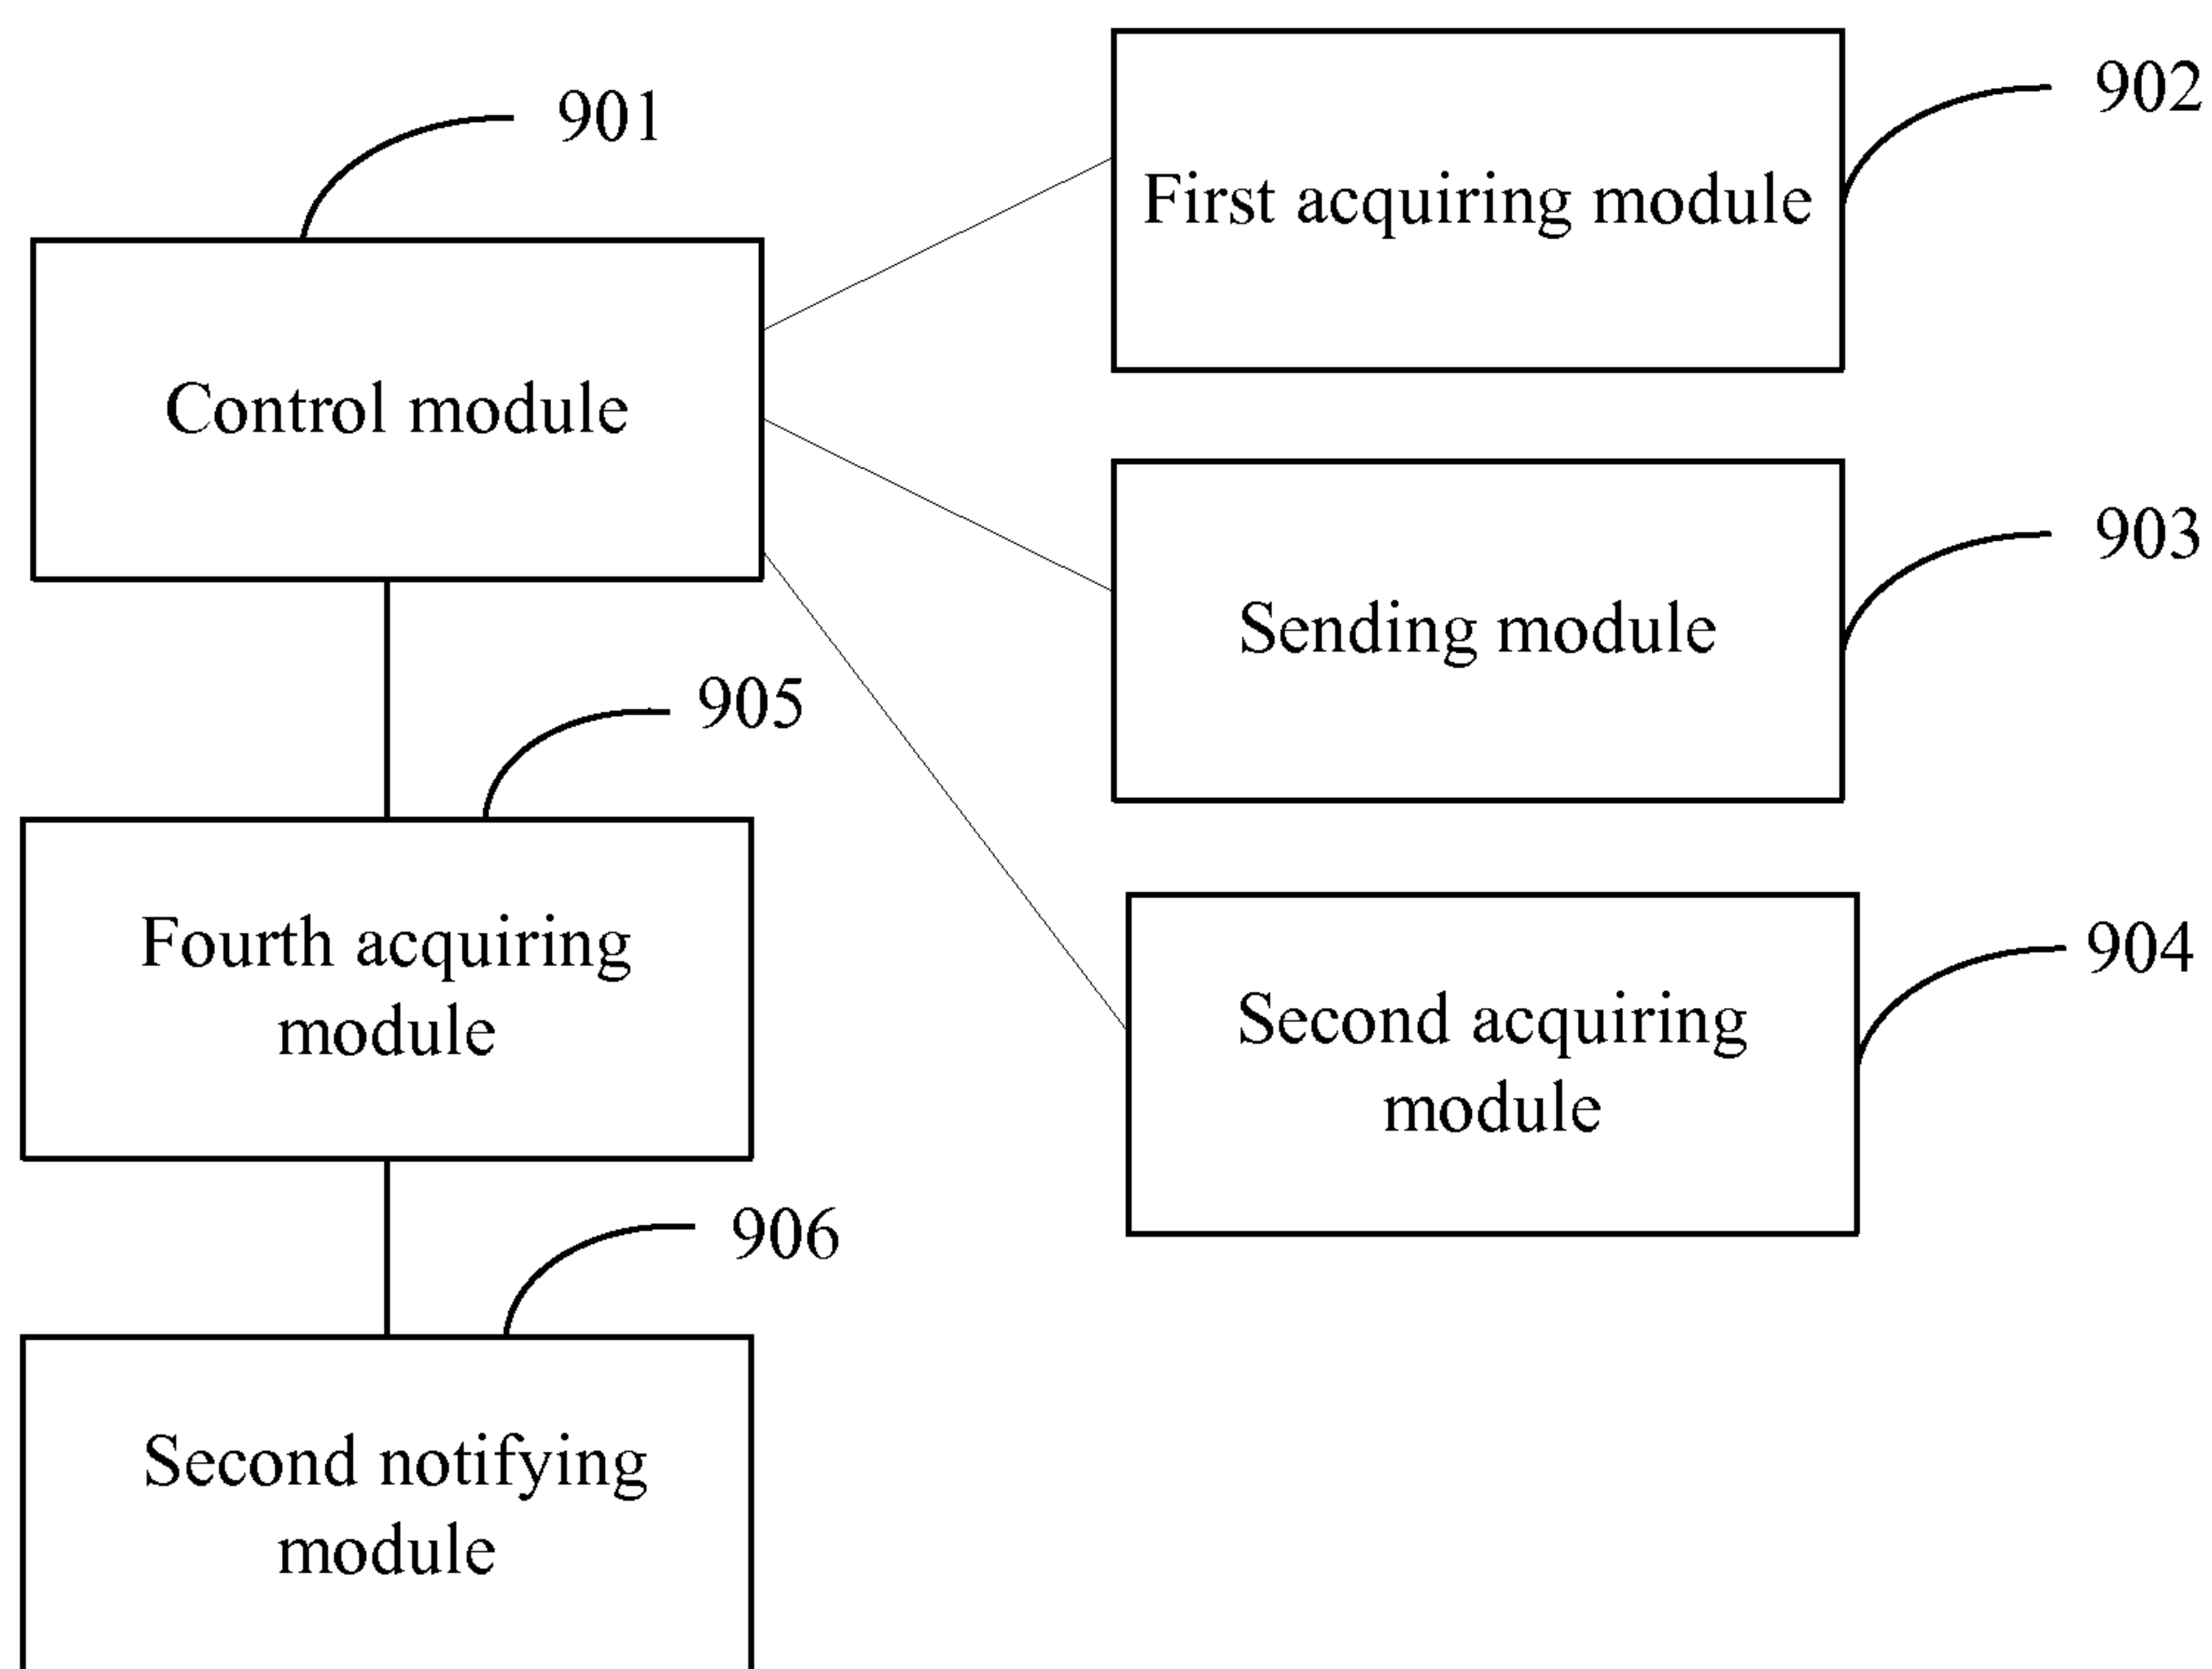 901
902
First acquiring module
Control module
903
Sending module
905
904
Fourth acquiring
module
Second acquiring
module
906
Second notifying
module